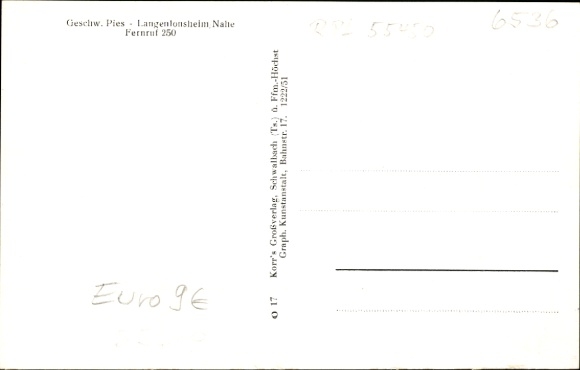 Geschw. Pies - Langenlonsheim, Nahe
Fernruf 250
RPL 55450
6536
O 17 Korr's Großverlag, Schwalbach (Ts.) ü. Ffm.-Höchst
Graph. Kunstanstalt, Bahnstr. 17. 1222/51
Euro 9€